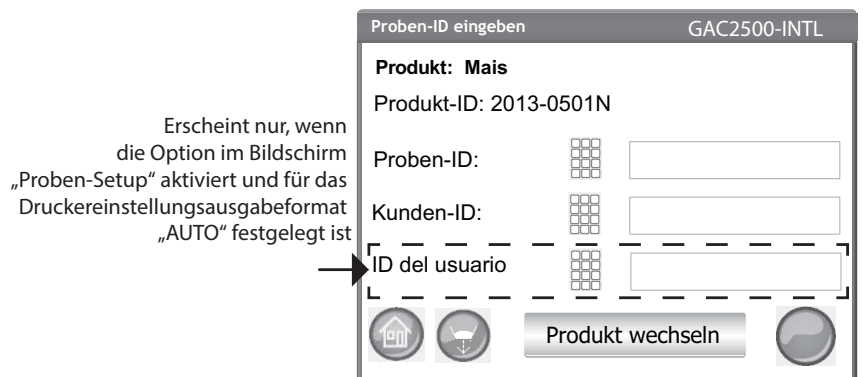 Proben-ID eingeben GAC2500-INTL
Produkt: Mais
Produkt-ID: 2013-0501N
Erscheint nur, wenn
die Option im Bildschirm
„Proben-Setup“ aktiviert und für das
Druckereinstellungsausgabeformat
„AUTO“ festgelegt ist
Proben-ID:
Kunden-ID:
ID del usuario
Produkt wechseln